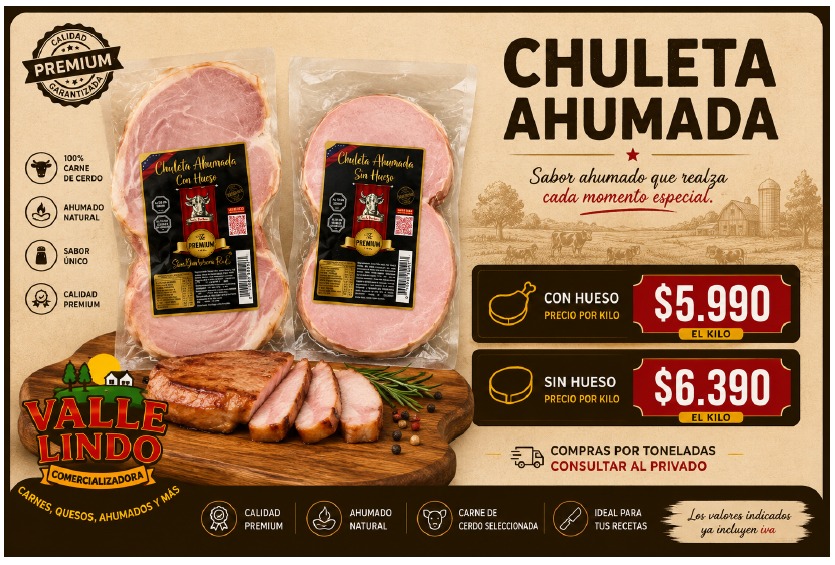 CALIDAD
PREMIUM
GARANTIZADA
CHULETA
AHUMADA
Sabor ahumado que realza
cada momento especial.
100%
CARNE
DE CERDO
AHUMADO
NATURAL
SABOR
ÚNICO
CALIDAD
PREMIUM
Chuleta Ahumada
Con Hueso
PREMIUM
Chuleta Ahumada
Sin Hueso
PREMIUM
CON HUESO
PRECIO POR KILO
$5.990
EL KILO
SIN HUESO
PRECIO POR KILO
$6.390
EL KILO
COMPRAS POR TONELADAS
CONSULTAR AL PRIVADO
VALLE
LINDO
COMERCIALIZADORA
CARNES, QUESOS, AHUMADOS Y MÁS
CALIDAD
PREMIUM
AHUMADO
NATURAL
CARNE DE
CERDO SELECCIONADA
IDEAL PARA
TUS RECETAS
Los valores indicados
ya incluyen iva